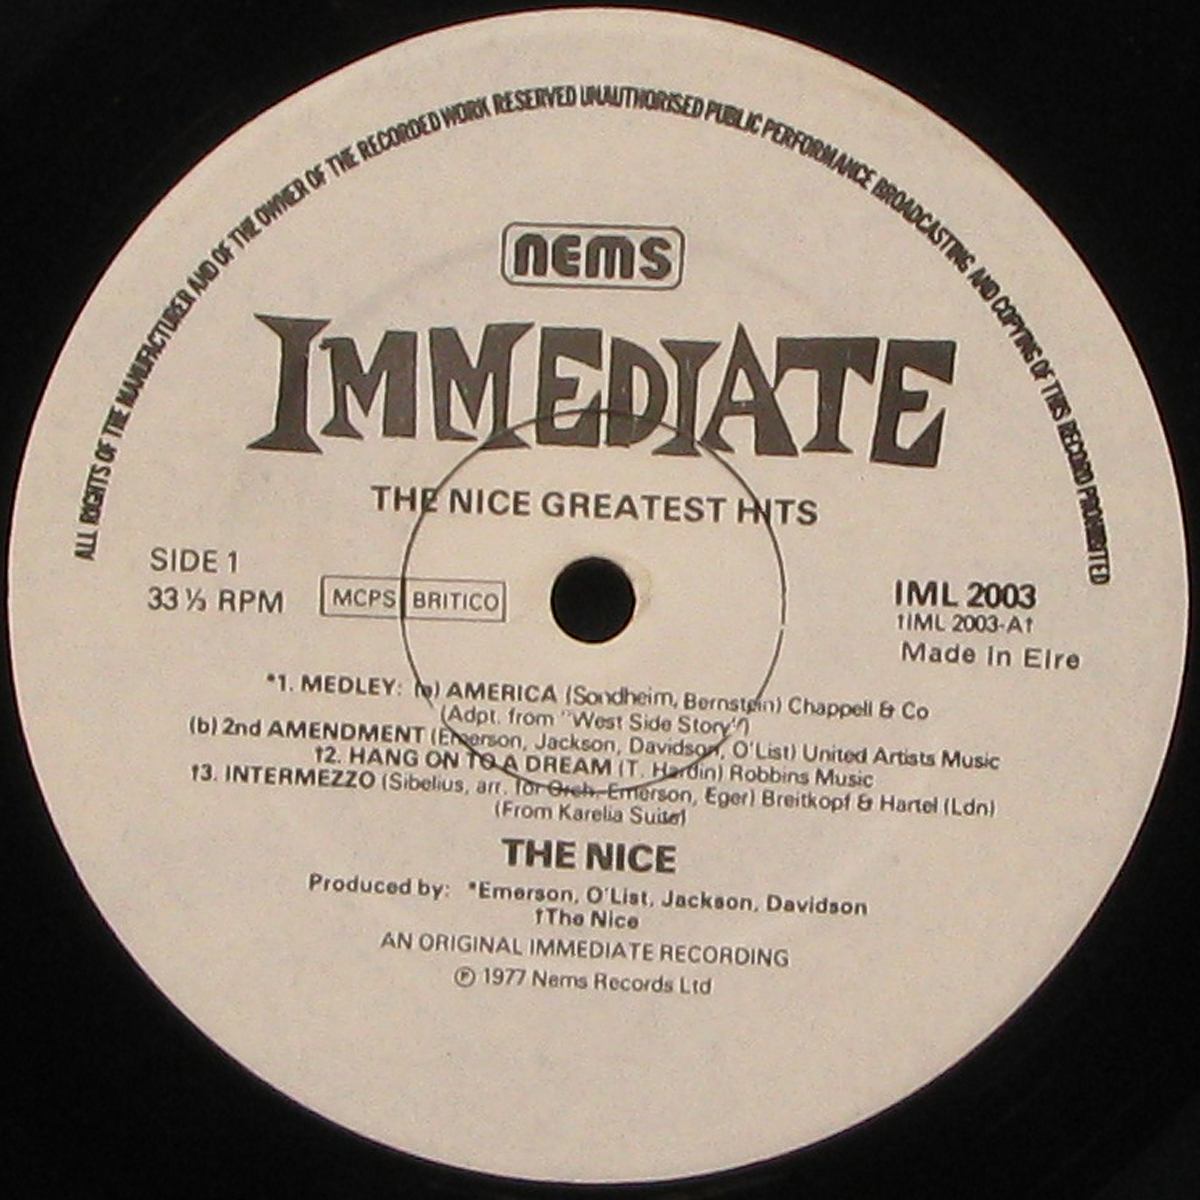 ALL RIGHTS OF THE MANUFACTURER AND OF THE OWNER OF THE RECORDED WORK RESERVED UNAUTHORISED PUBLIC PERFORMANCE BROADCASTING AND COPYING OF THIS RECORD PROHIBITED
nems
IMMEDIATE
THE NICE GREATEST HITS
SIDE 1
33 ⅓ RPM
MCPS BRITICO
IML 2003
†IML 2003-A†
Made in Eire
*1. MEDLEY: (a) AMERICA (Sondheim, Bernstein) Chappell & Co
(Adpt. from "West Side Story")
(b) 2nd AMENDMENT (Emerson, Jackson, Davidson, O'List) United Artists Music
†2. HANG ON TO A DREAM (T. Hardin) Robbins Music
†3. INTERMEZZO (Sibelius, arr. for Orch. Emerson, Eger) Breitkopf & Hartel (Ldn)
(From Karelia Suite)
THE NICE
Produced by: *Emerson, O'List, Jackson, Davidson
†The Nice
AN ORIGINAL IMMEDIATE RECORDING
℗ 1977 Nems Records Ltd